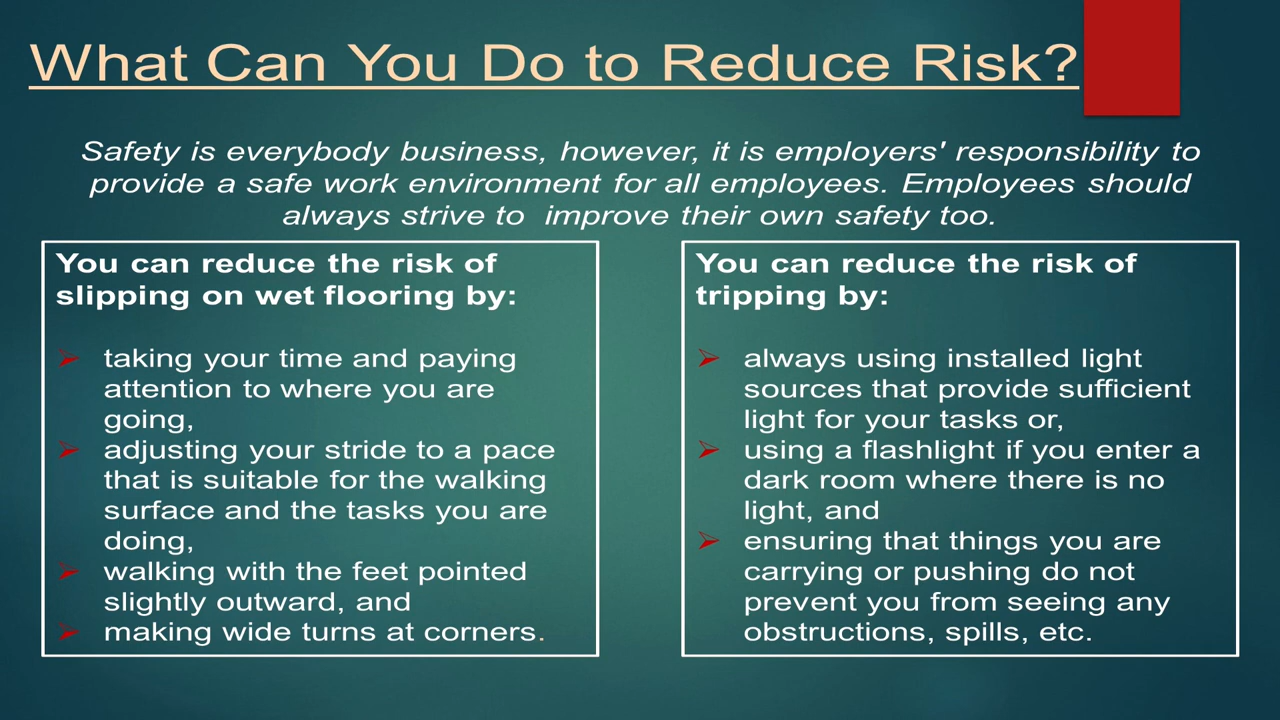 What Can You Do to Reduce Risk?
Safety is everybody business, however, it is employers' responsibility to
provide a safe work environment for all employees. Employees should
always strive to improve their own safety too.
You can reduce the risk of
slipping on wet flooring by:
taking your time and paying
attention to where you are
going,
adjusting your stride to a pace
that is suitable for the walking
surface and the tasks you are
doing,
walking with the feet pointed
slightly outward, and
making wide turns at corners.
You can reduce the risk of
tripping by:
always using installed light
sources that provide sufficient
light for your tasks or,
using a flashlight if you enter a
dark room where there is no
light, and
ensuring that things you are
carrying or pushing do not
prevent you from seeing any
obstructions, spills, etc.